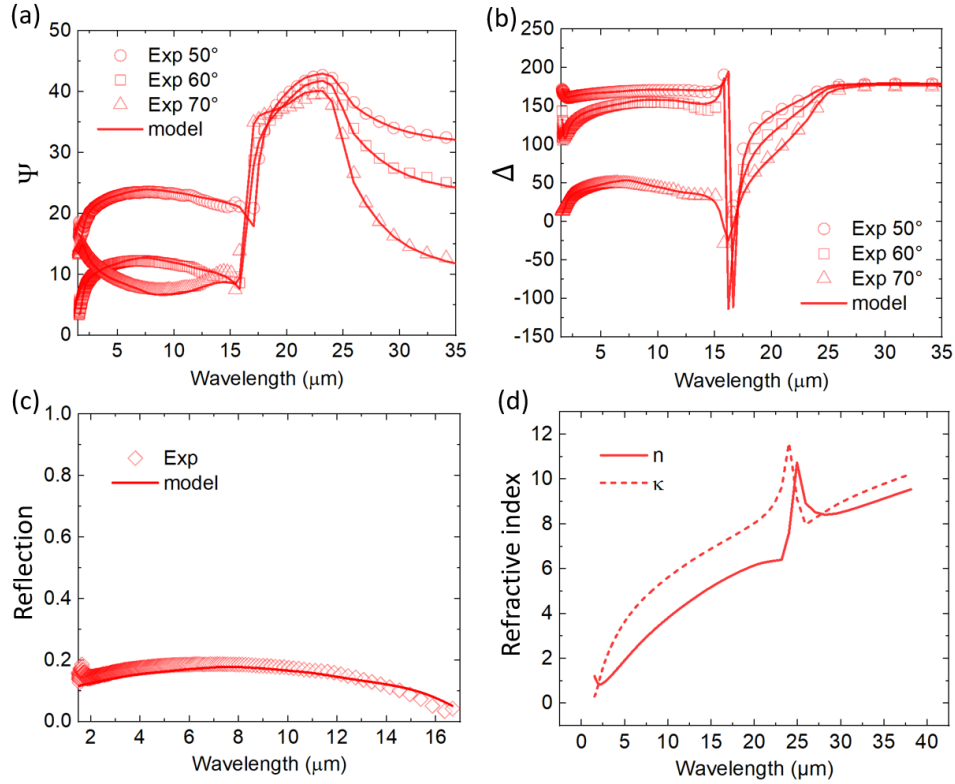 (a)
50
40
30
20
10
0
Ψ
Exp 50°
Exp 60°
Exp 70°
model
5 10 15 20 25 30 35
Wavelength (μm)
(b)
200
150
100
50
0
-50
-100
-150
Δ
Exp 50°
Exp 60°
Exp 70°
model
5 10 15 20 25 30 35
Wavelength (μm)
(c)
1.0
0.8
0.6
0.4
0.2
0.0
Reflection
Exp
model
2 4 6 8 10 12 14 16
Wavelength (μm)
(d)
12
10
8
6
4
2
0
Refractive index
n
κ
0 5 10 15 20 25 30 35 40
Wavelength (μm)